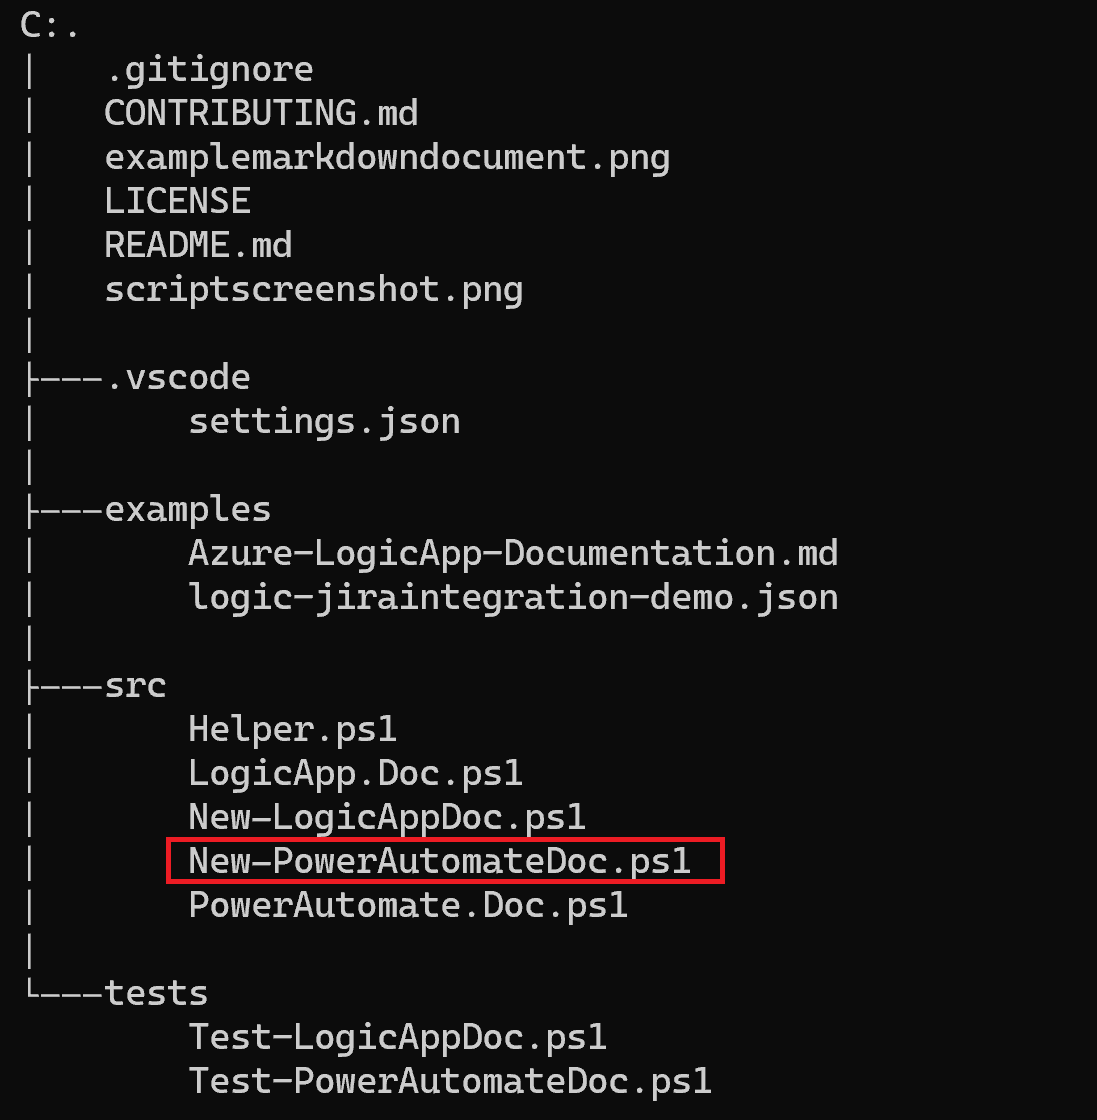 C:.
│   .gitignore
│   CONTRIBUTING.md
│   examplemarkdowndocument.png
│   LICENSE
│   README.md
│   scriptscreenshot.png
│
├───.vscode
│       settings.json
│
├───examples
│       Azure-LogicApp-Documentation.md
│       logic-jiraintegration-demo.json
│
├───src
│       Helper.ps1
│       LogicApp.Doc.ps1
│       New-LogicAppDoc.ps1
│       New-PowerAutomateDoc.ps1
│       PowerAutomate.Doc.ps1
│
└───tests
        Test-LogicAppDoc.ps1
        Test-PowerAutomateDoc.ps1